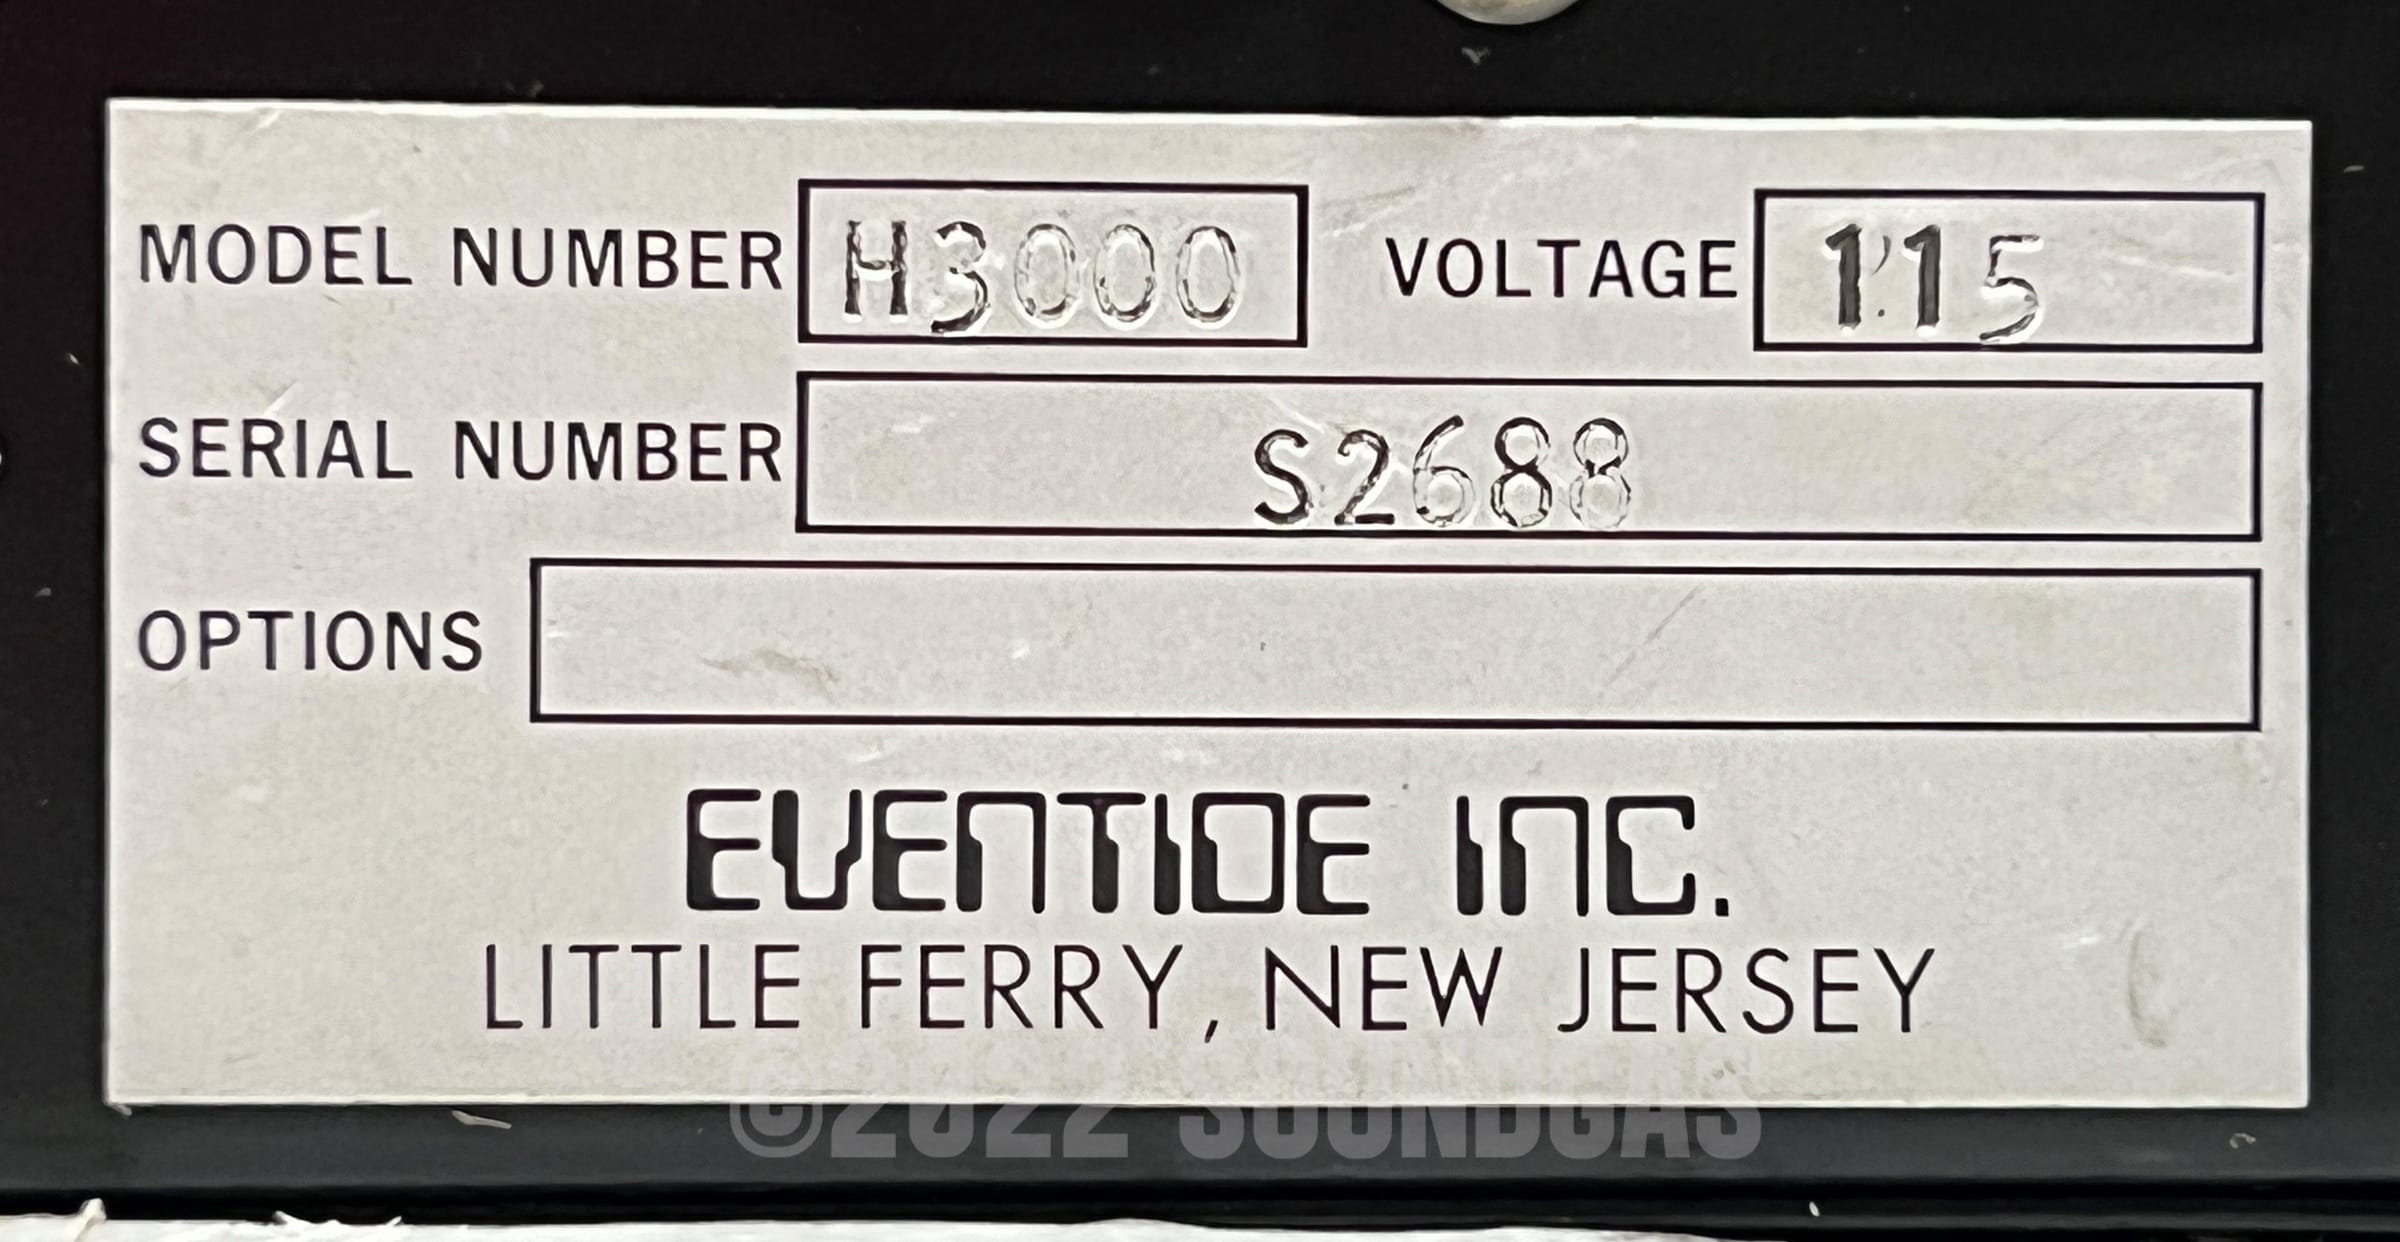 MODEL NUMBER H3000 VOLTAGE 115
SERIAL NUMBER S2688
OPTIONS
EVENTIDE INC.
LITTLE FERRY, NEW JERSEY
©2022 SOUNDGAS